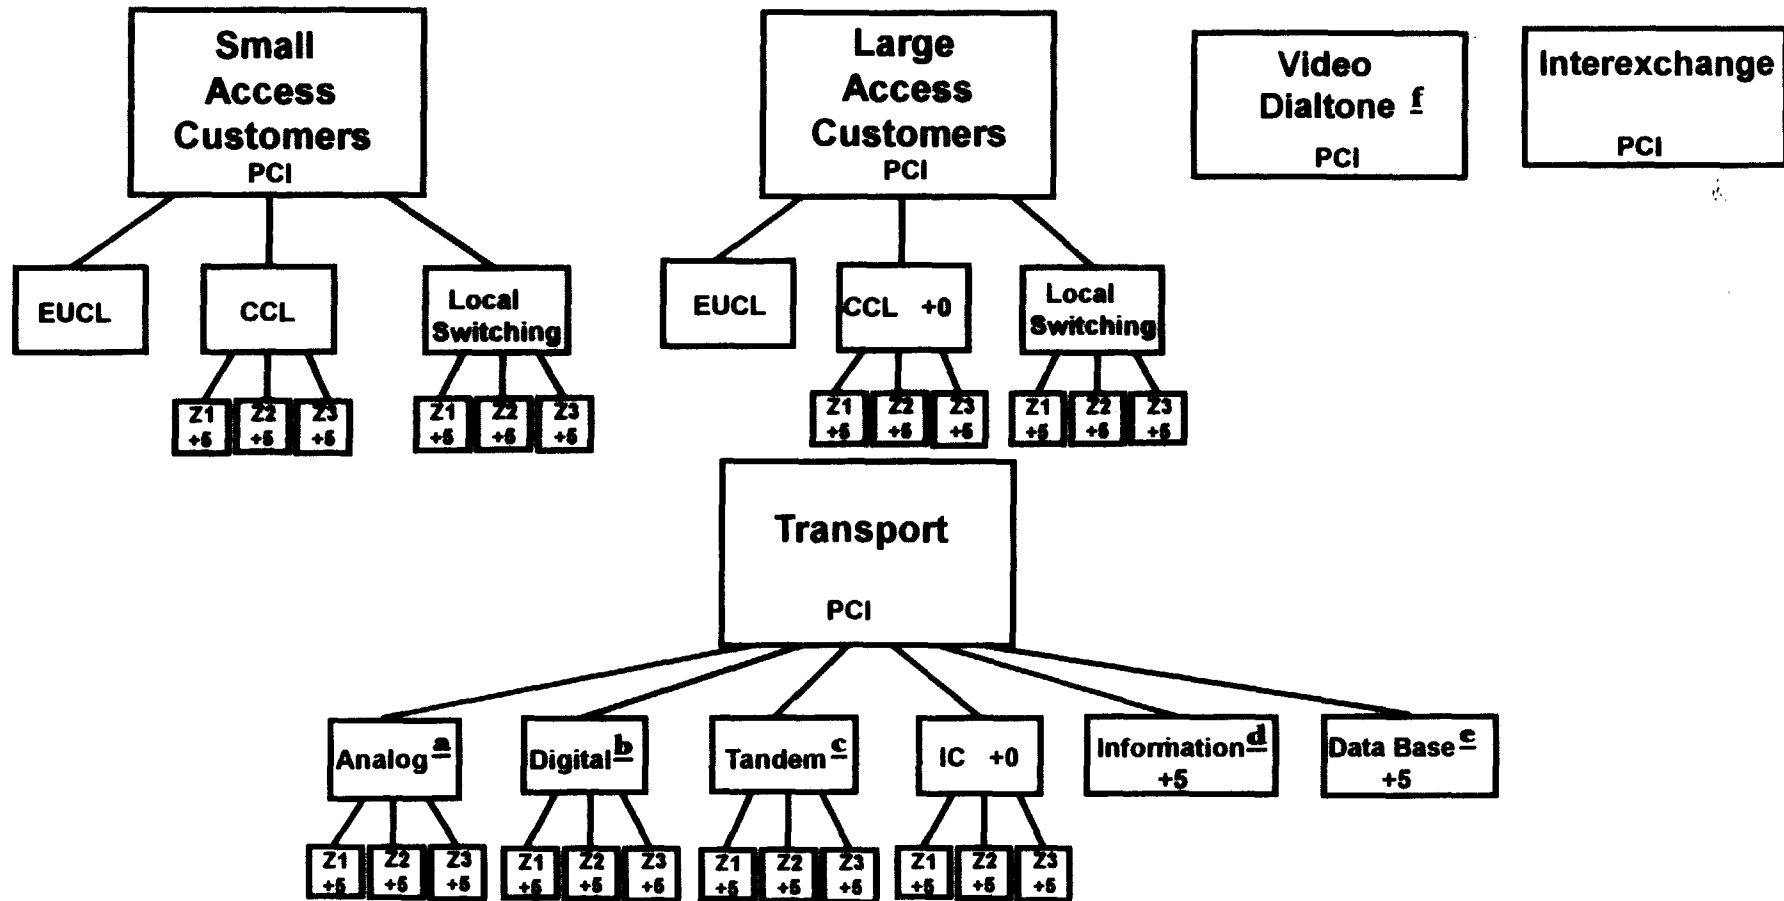 Small
Access
Customers
PCI
Large
Access
Customers
PCI
Video
Dialtone f
PCI
Interexchange
PCI
EUCL
CCL
Local
Switching
EUCL
CCL +0
Local
Switching
Z1 Z2 Z3
+5 +5 +5
Z1 Z2 Z3
+5 +5 +5
Z1 Z2 Z3
+5 +5 +5
Z1 Z2 Z3
+5 +5 +5
Transport
PCI
Analog a
Digital b
Tandem c
IC +0
Information d
+5
Data Base e
+5
Z1 Z2 Z3
+5 +5 +5
Z1 Z2 Z3
+5 +5 +5
Z1 Z2 Z3
+5 +5 +5
Z1 Z2 Z3
+5 +5 +5